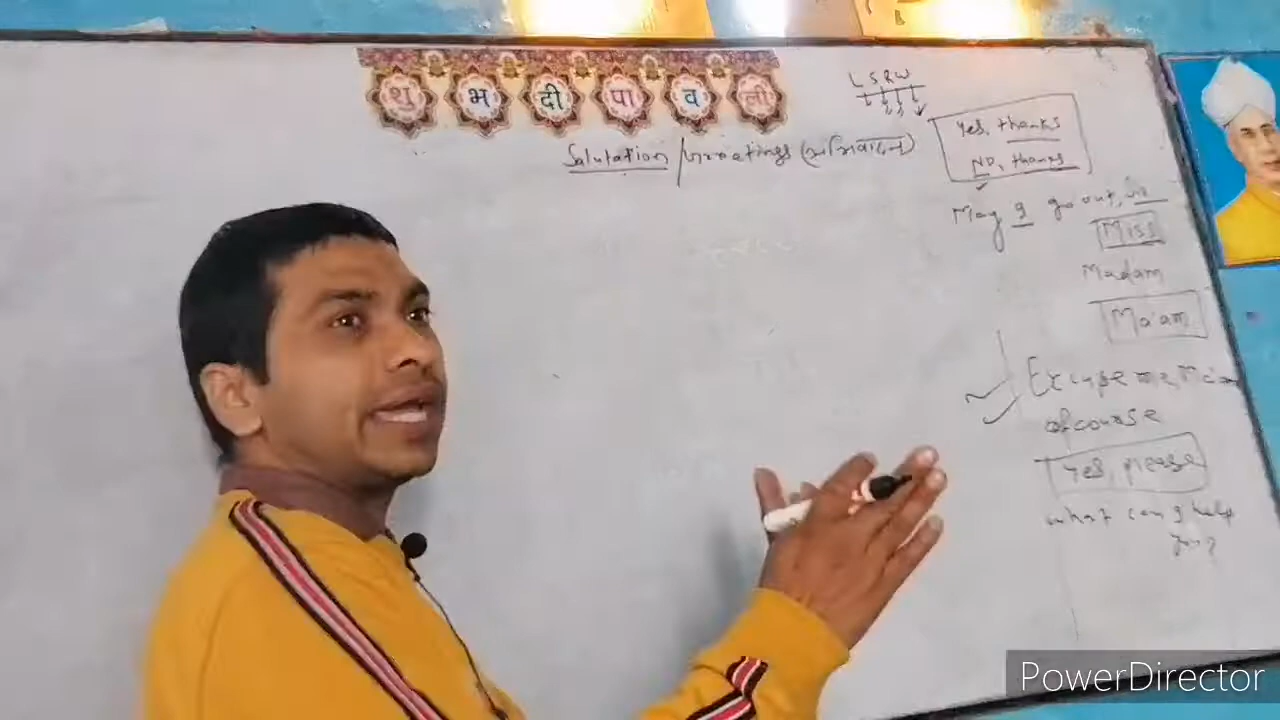 शुभ दीपावली
L S R W
Salutation / Greetings (अभिवादन)
Yes, thanks
NO, thanks
May I go out, Sir
Miss
Madam
Ma'am
Excuse me, Ma'am
of course
Yes, please
what can I help you?
PowerDirector